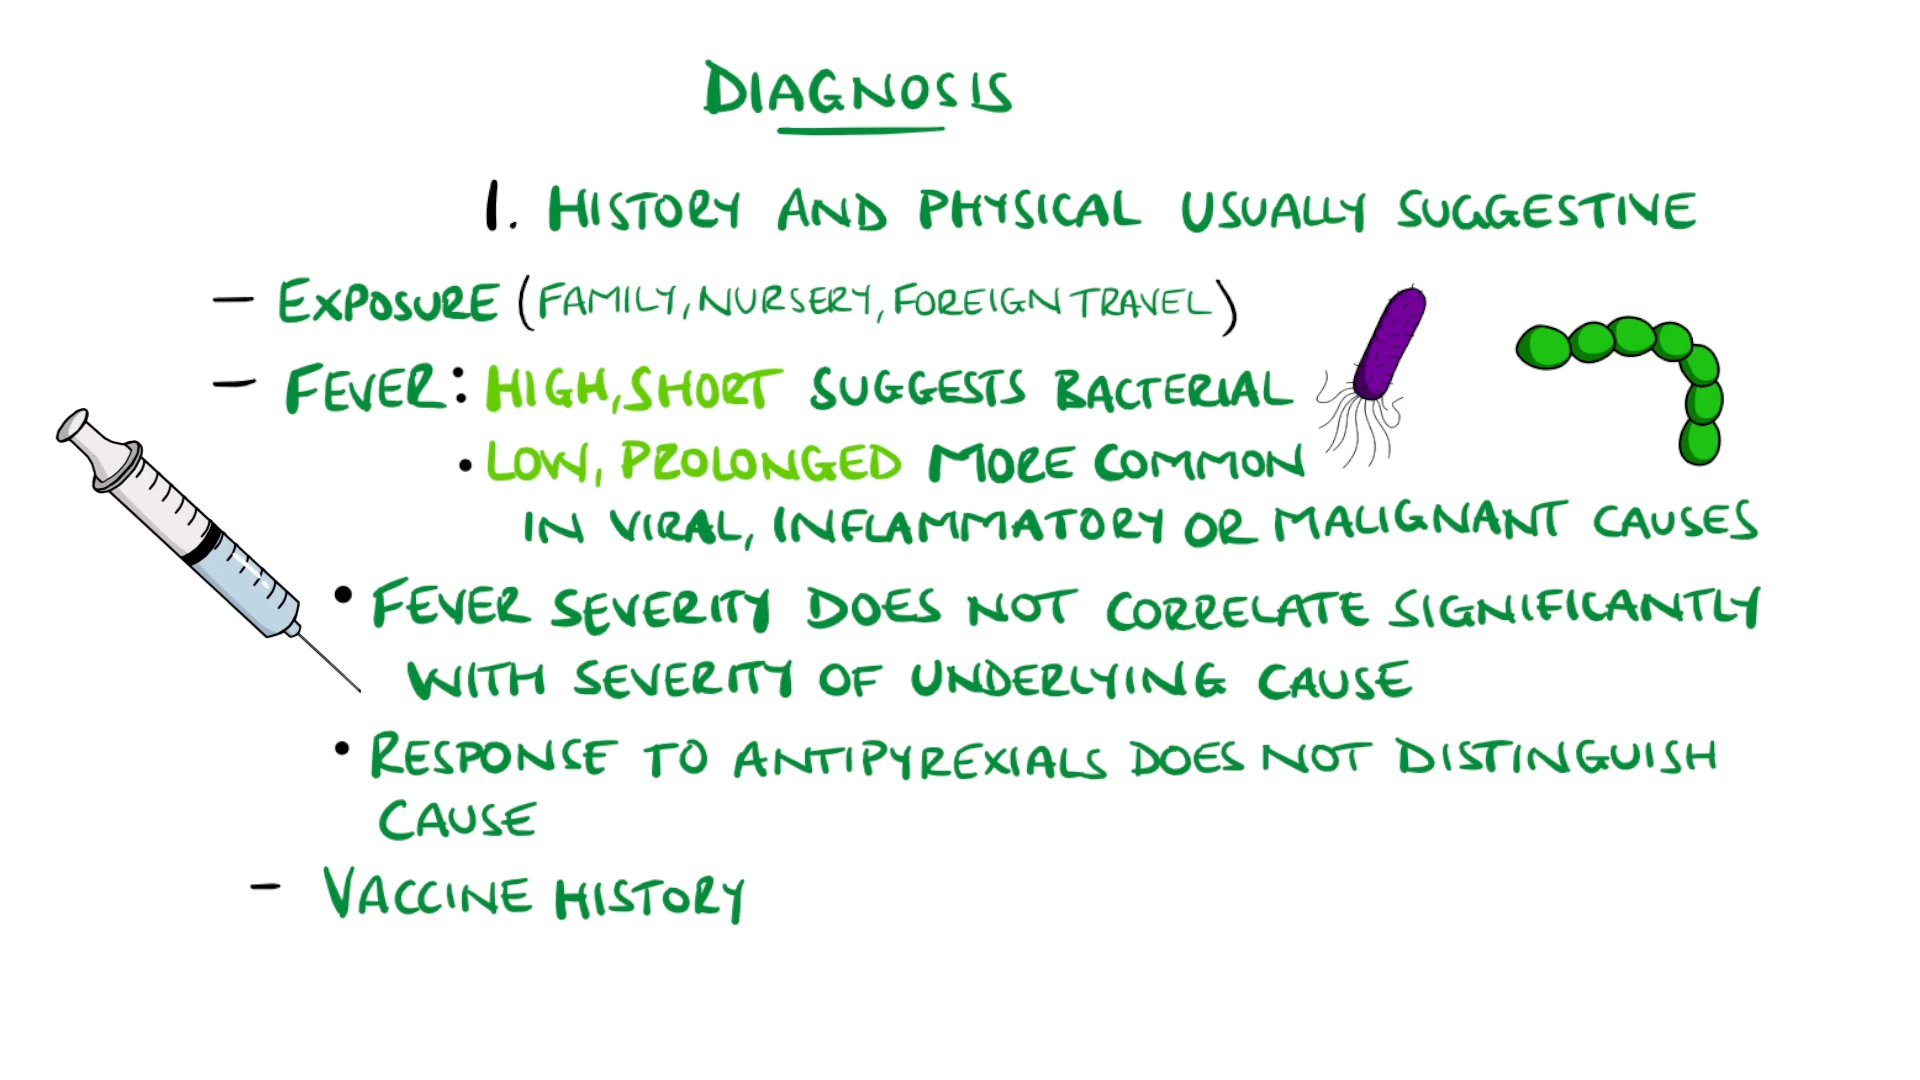 DIAGNOSIS
1. HISTORY AND PHYSICAL USUALLY SUGGESTIVE
– EXPOSURE (FAMILY, NURSERY, FOREIGN TRAVEL)
– FEVER: HIGH, SHORT SUGGESTS BACTERIAL
• LOW, PROLONGED MORE COMMON
IN VIRAL, INFLAMMATORY OR MALIGNANT CAUSES
• FEVER SEVERITY DOES NOT CORRELATE SIGNIFICANTLY
WITH SEVERITY OF UNDERLYING CAUSE
• RESPONSE TO ANTIPYREXIALS DOES NOT DISTINGUISH
CAUSE
– VACCINE HISTORY